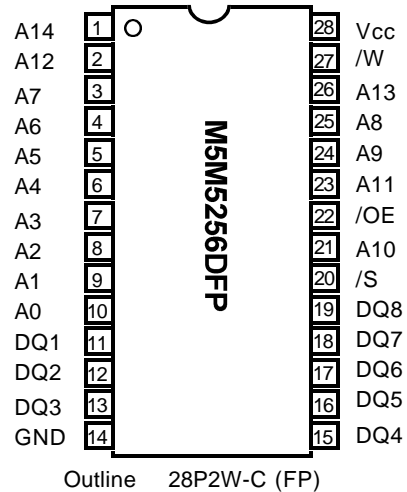 A14 1 28 Vcc
A12 2 27 /W
A7 3 26 A13
A6 4 25 A8
A5 5 24 A9
A4 6 23 A11
A3 7 22 /OE
A2 8 21 A10
A1 9 20 /S
A0 10 19 DQ8
DQ1 11 18 DQ7
DQ2 12 17 DQ6
DQ3 13 16 DQ5
GND 14 15 DQ4
M5M5256DFP
Outline 28P2W-C (FP)